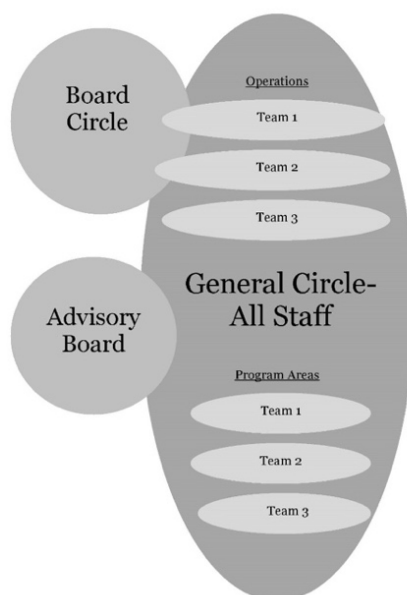 Board
Circle
Operations
Team 1
Team 2
Team 3
General Circle-
All Staff
Advisory
Board
Program Areas
Team 1
Team 2
Team 3